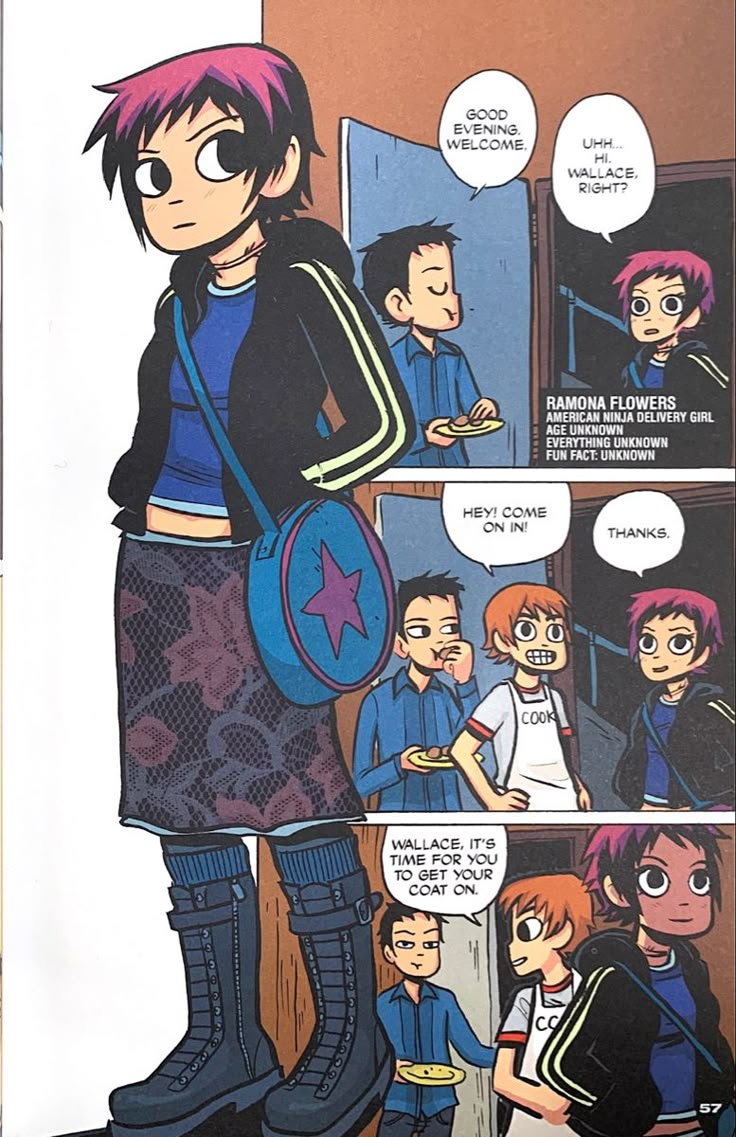 GOOD
EVENING,
WELCOME.
UHH...
HI.
WALLACE,
RIGHT?
RAMONA FLOWERS
AMERICAN NINJA DELIVERY GIRL
AGE UNKNOWN
EVERYTHING UNKNOWN
FUN FACT: UNKNOWN
HEY! COME
ON IN!
THANKS.
COOK
WALLACE, IT'S
TIME FOR YOU
TO GET YOUR
COAT ON.
CO
57